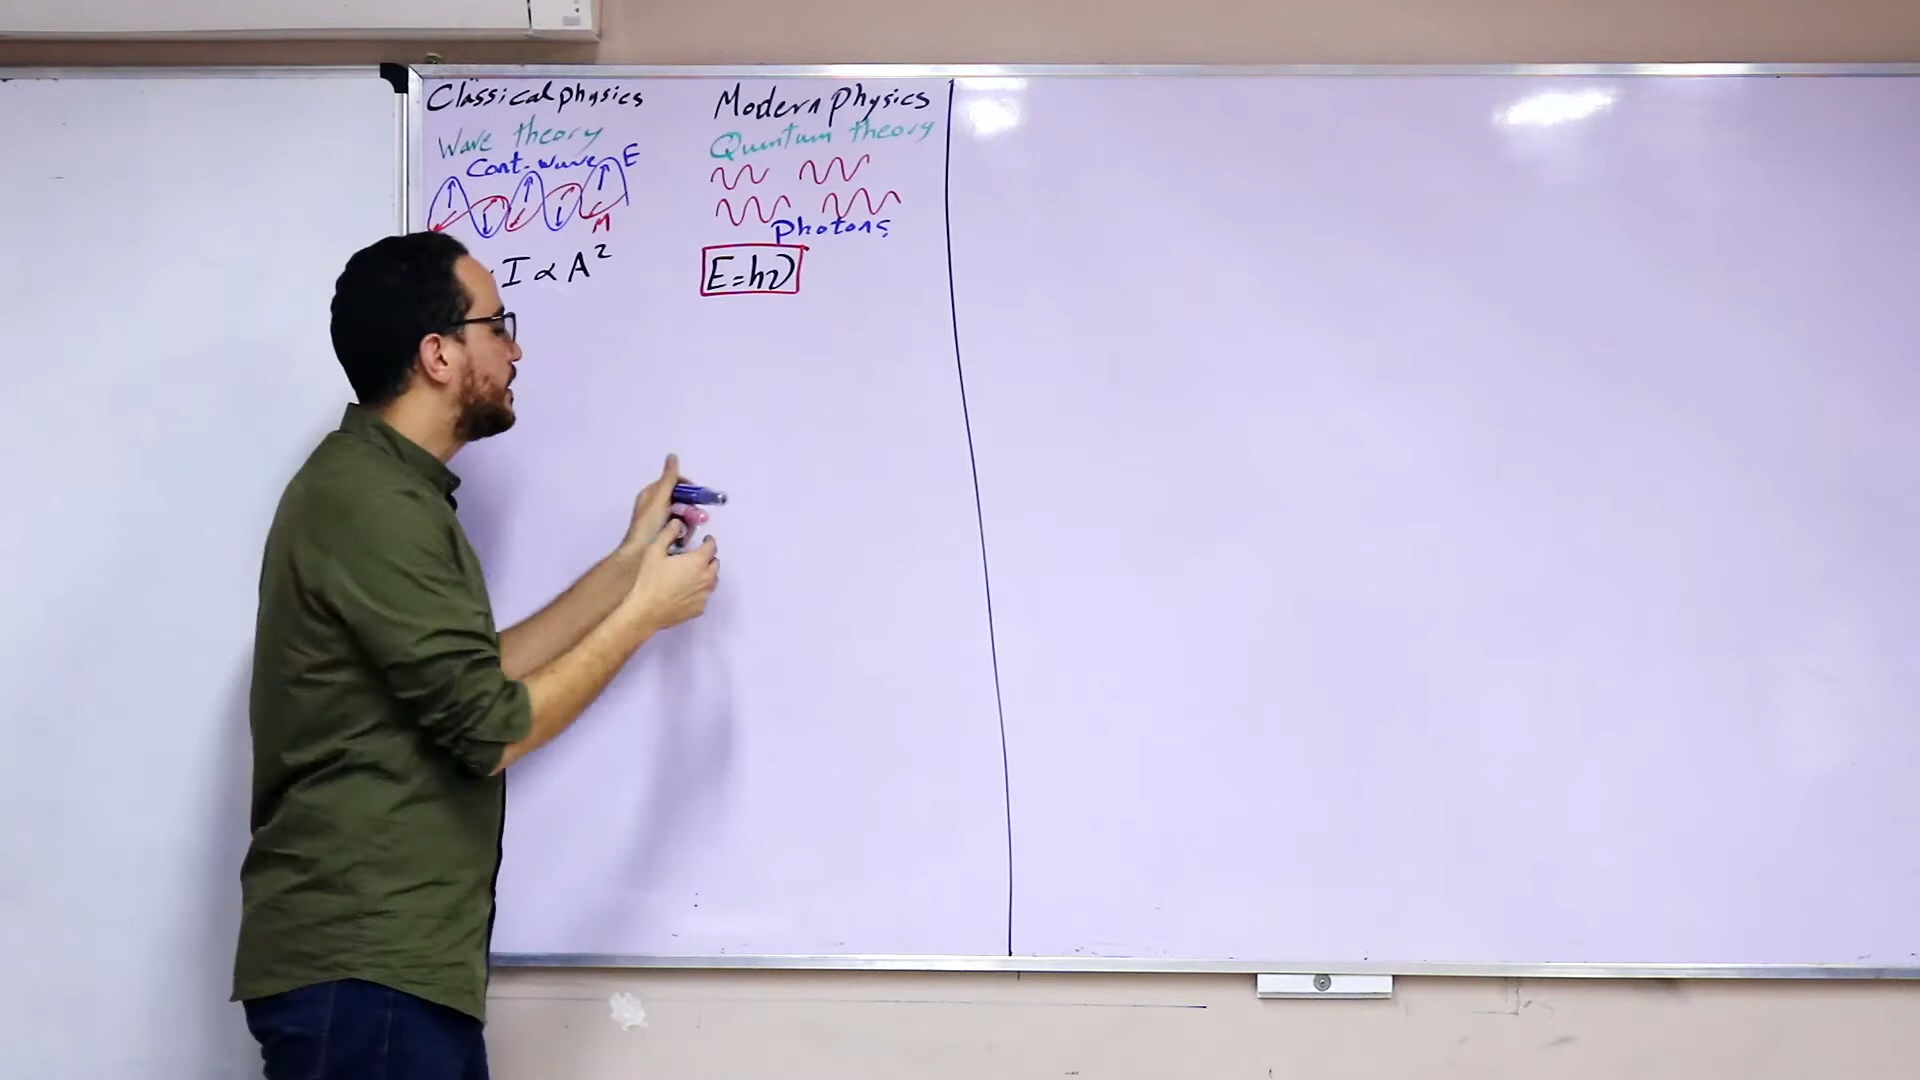 Classical physics
Wave theory
Cont. wave E
M
I ∝ A²
Modern physics
Quantum theory
photons
E=hν